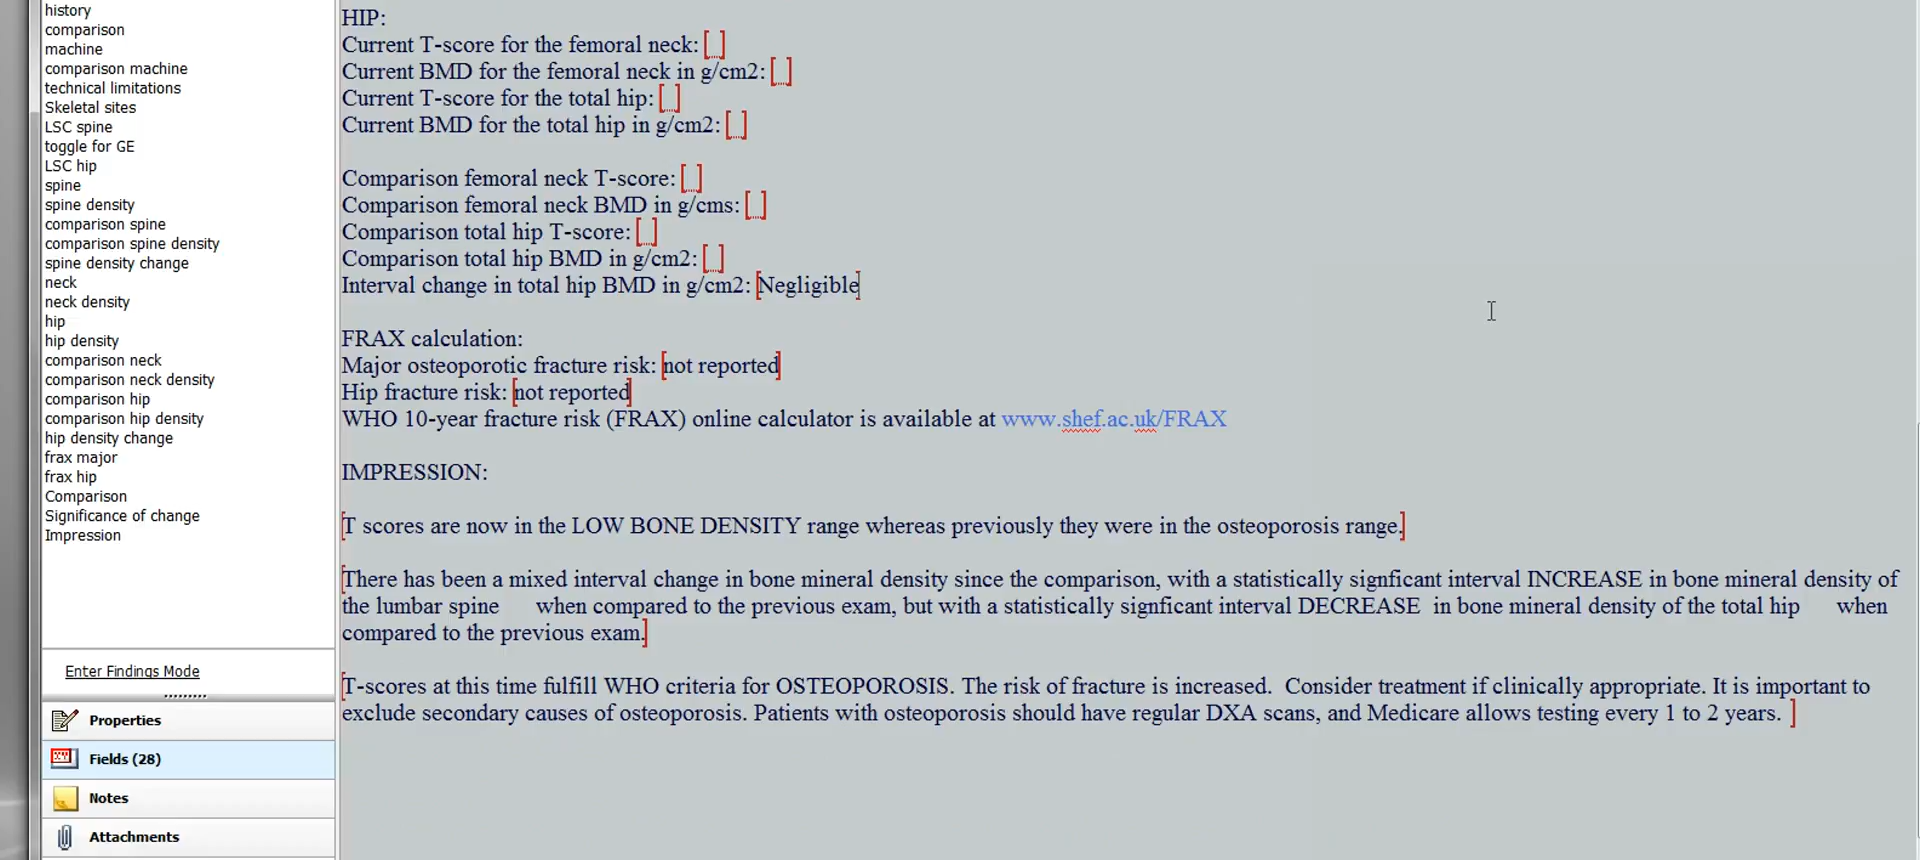 history
comparison
machine
comparison machine
technical limitations
Skeletal sites
LSC spine
toggle for GE
LSC hip
spine
spine density
comparison spine
comparison spine density
spine density change
neck
neck density
hip
hip density
comparison neck
comparison neck density
comparison hip
comparison hip density
hip density change
frax major
frax hip
Comparison
Significance of change
Impression
Enter Findings Mode
Properties
Fields (28)
Notes
Attachments
HIP:
Current T-score for the femoral neck: [ ]
Current BMD for the femoral neck in g/cm2: [ ]
Current T-score for the total hip: [ ]
Current BMD for the total hip in g/cm2: [ ]
Comparison femoral neck T-score: [ ]
Comparison femoral neck BMD in g/cms: [ ]
Comparison total hip T-score: [ ]
Comparison total hip BMD in g/cm2: [ ]
Interval change in total hip BMD in g/cm2: [Negligible]
FRAX calculation:
Major osteoporotic fracture risk: [not reported]
Hip fracture risk: [not reported]
WHO 10-year fracture risk (FRAX) online calculator is available at www.shef.ac.uk/FRAX
IMPRESSION:
[T scores are now in the LOW BONE DENSITY range whereas previously they were in the osteoporosis range.]
[There has been a mixed interval change in bone mineral density since the comparison, with a statistically signficant interval INCREASE in bone mineral density of
the lumbar spine when compared to the previous exam, but with a statistically signficant interval DECREASE in bone mineral density of the total hip when
compared to the previous exam.]
[T-scores at this time fulfill WHO criteria for OSTEOPOROSIS. The risk of fracture is increased. Consider treatment if clinically appropriate. It is important to
exclude secondary causes of osteoporosis. Patients with osteoporosis should have regular DXA scans, and Medicare allows testing every 1 to 2 years. ]